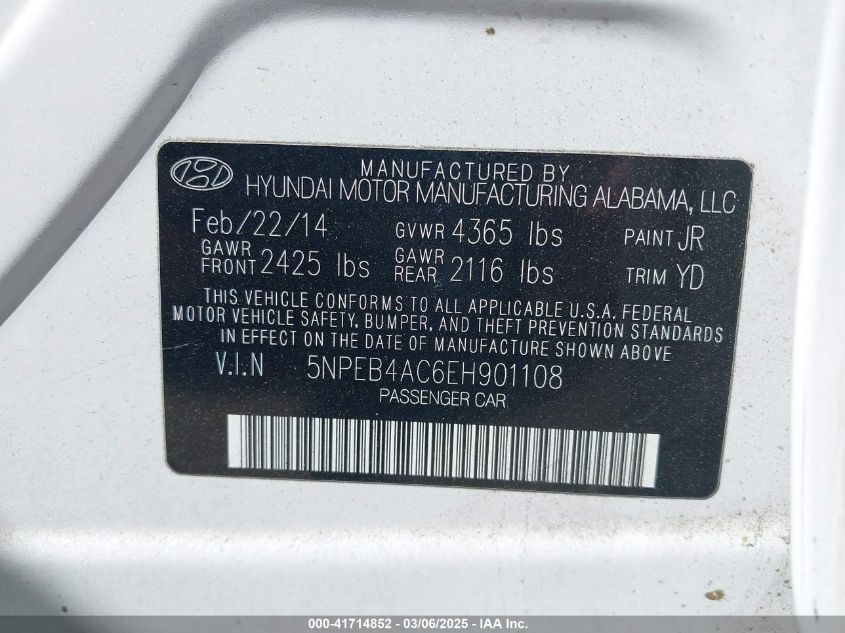 MANUFACTURED BY
HYUNDAI MOTOR MANUFACTURING ALABAMA, LLC
Feb/22/14 GVWR 4365 lbs PAINT JR
GAWR FRONT 2425 lbs GAWR REAR 2116 lbs TRIM YD
THIS VEHICLE CONFORMS TO ALL APPLICABLE U.S.A. FEDERAL
MOTOR VEHICLE SAFETY, BUMPER, AND THEFT PREVENTION STANDARDS
IN EFFECT ON THE DATE OF MANUFACTURE SHOWN ABOVE
V.I.N 5NPEB4AC6EH901108
PASSENGER CAR
000-41714852 - 03/06/2025 - IAA Inc.